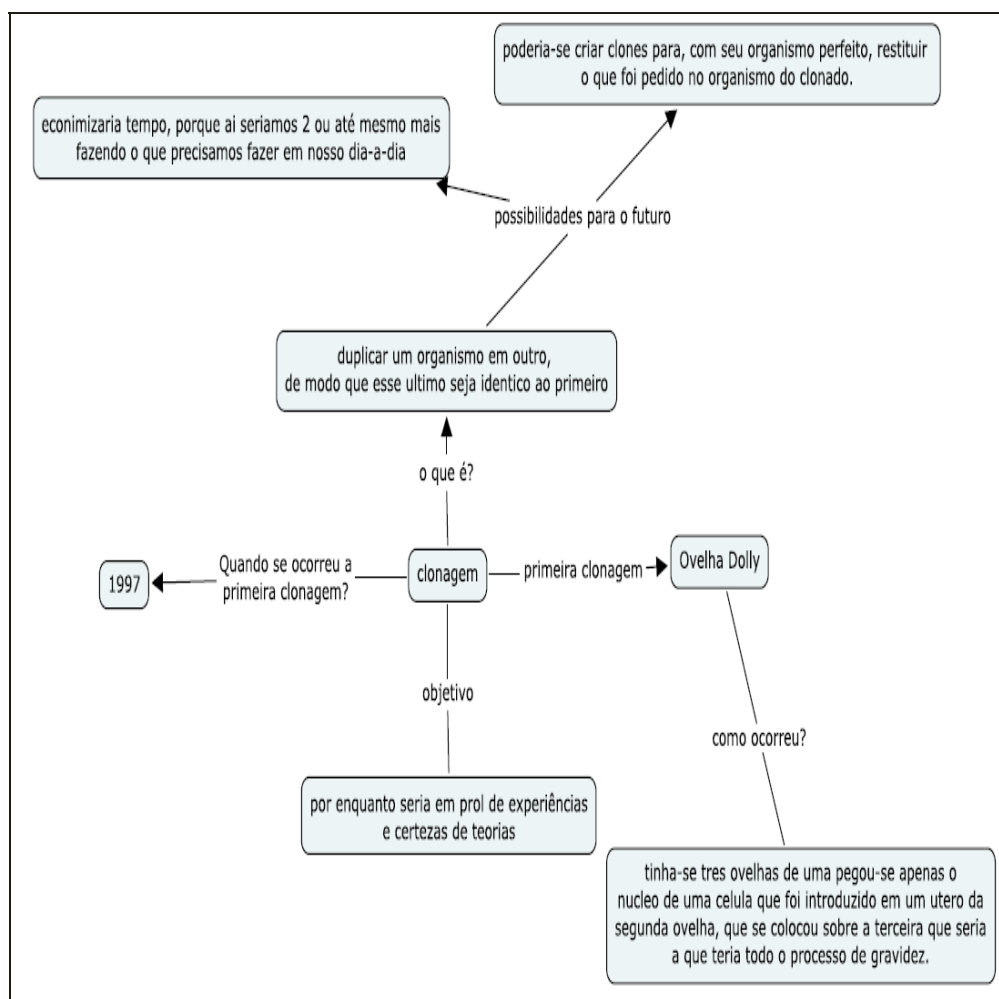 poderia-se criar clones para, com seu organismo perfeito, restituir
o que foi pedido no organismo do clonado.
econimizaria tempo, porque ai seriamos 2 ou até mesmo mais
fazendo o que precisamos fazer em nosso dia-a-dia
possibilidades para o futuro
duplicar um organismo em outro,
de modo que esse ultimo seja identico ao primeiro
o que é?
1997
Quando se ocorreu a
primeira clonagem?
clonagem
primeira clonagem
Ovelha Dolly
objetivo
como ocorreu?
por enquanto seria em prol de experiências
e certezas de teorias
tinha-se tres ovelhas de uma pegou-se apenas o
nucleo de uma celula que foi introduzido em um utero da
segunda ovelha, que se colocou sobre a terceira que seria
a que teria todo o processo de gravidez.